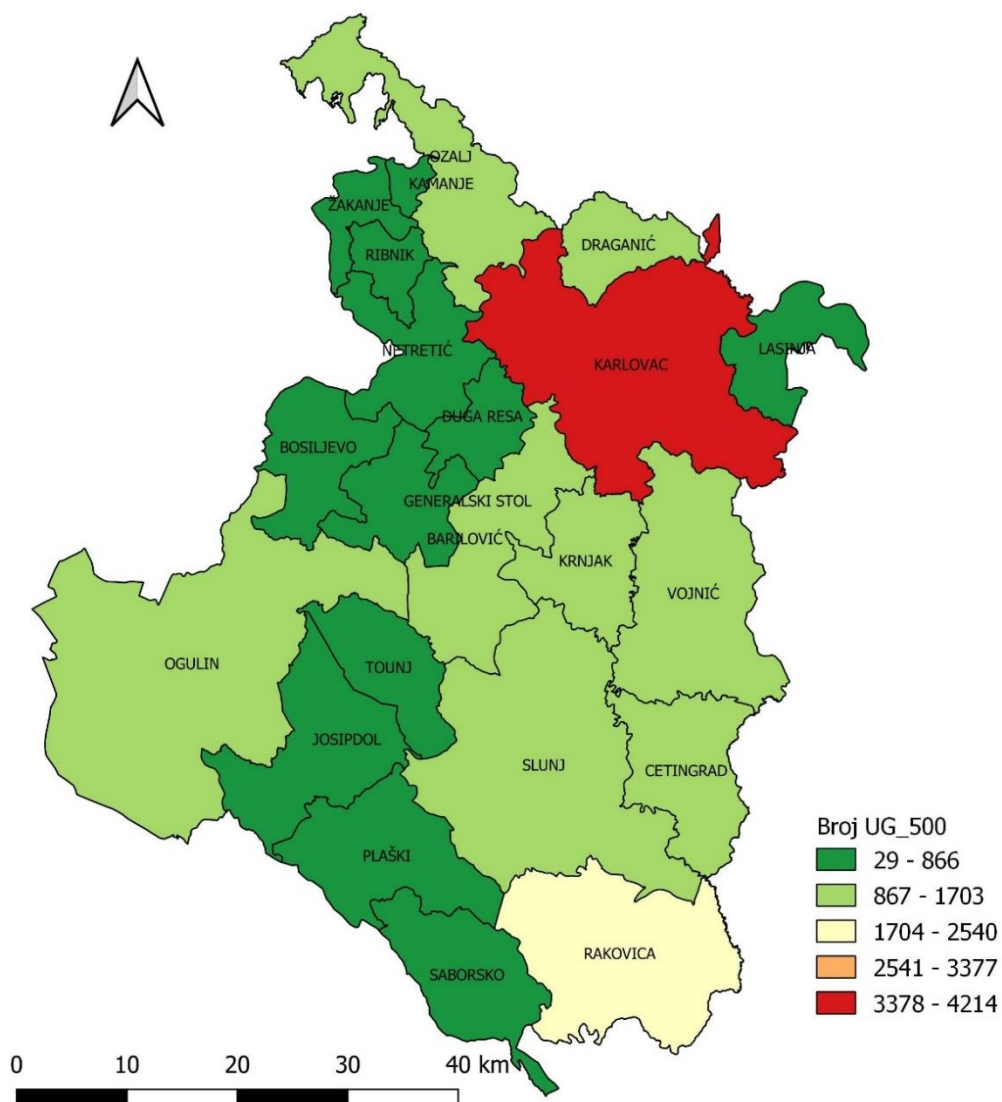 OZALJ
KAMANJE
ŽAKANJE
DRAGANIĆ
RIBNIK
NETRETIĆ
LASINJA
KARLOVAC
DUGA RESA
BOSILJEVO
GENERALSKI STOL
BARILOVIĆ
KRNJAK
VOJNIĆ
OGULIN
TOUNJ
JOSIPDOL
SLUNJ
CETINGRAD
PLAŠKI
RAKOVICA
SABORSKO
Broj UG_500
29 - 866
867 - 1703
1704 - 2540
2541 - 3377
3378 - 4214
0 10 20 30 40 km